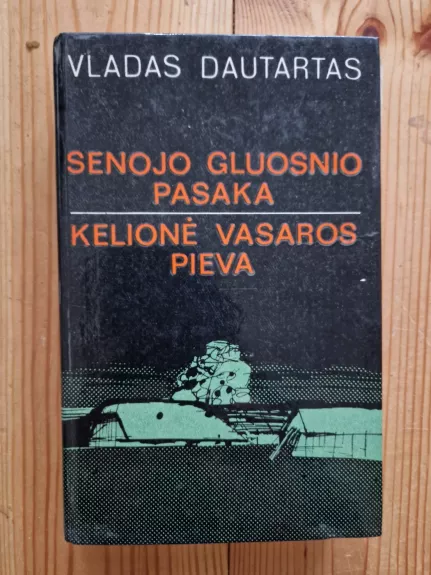 VLADAS DAUTARTAS
SENOJO GLUOSNIO
PASAKA
KELIONĖ VASAROS
PIEVA